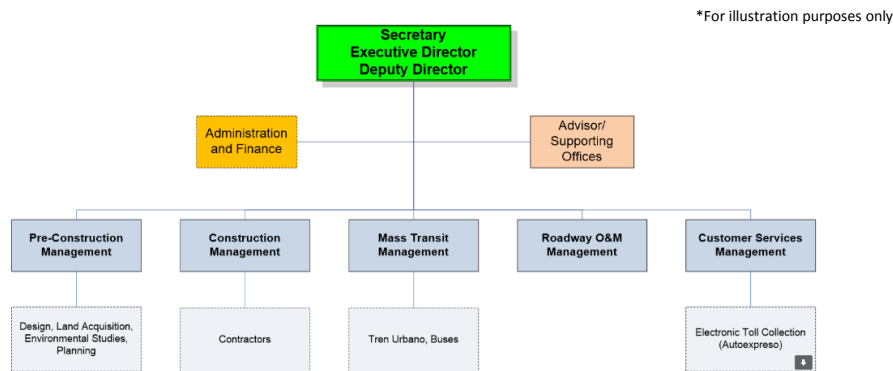 *For illustration purposes only
Secretary
Executive Director
Deputy Director
Administration
and Finance
Advisor/
Supporting
Offices
Pre-Construction
Management
Construction
Management
Mass Transit
Management
Roadway O&M
Management
Customer Services
Management
Design, Land Acquisition,
Environmental Studies,
Planning
Contractors
Tren Urbano, Buses
Electronic Toll Collection
(Autoexpreso)